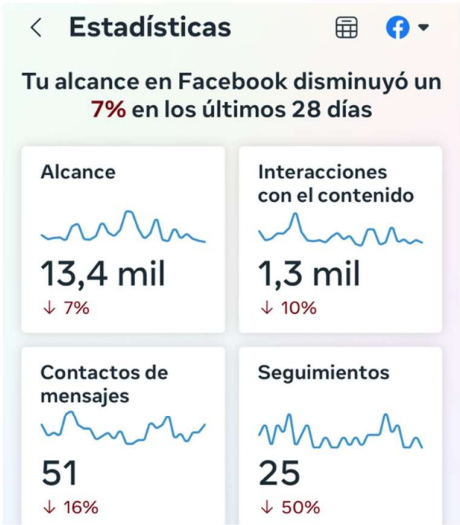 Estadísticas
Tu alcance en Facebook disminuyó un
7% en los últimos 28 días
Alcance
13,4 mil
↓ 7%
Interacciones
con el contenido
1,3 mil
↓ 10%
Contactos de
mensajes
51
↓ 16%
Seguimientos
25
↓ 50%